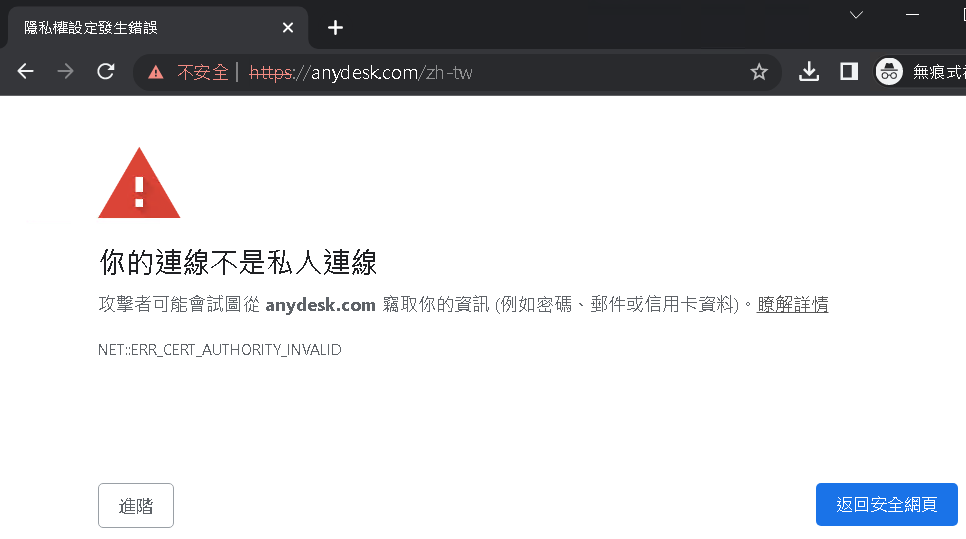 隱私權設定發生錯誤
不安全 https://anydesk.com/zh-tw
無痕式
你的連線不是私人連線
攻擊者可能會試圖從 anydesk.com 竊取你的資訊 (例如密碼、郵件或信用卡資料)。瞭解詳情
NET::ERR_CERT_AUTHORITY_INVALID
進階
返回安全網頁